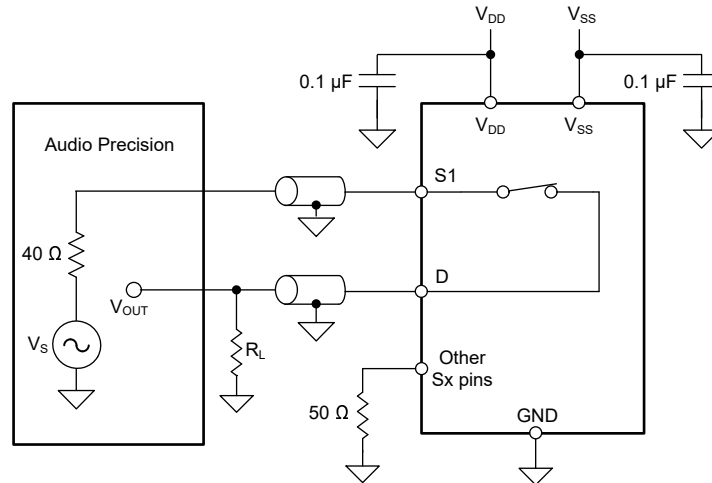 V_DD
V_SS
0.1 µF
0.1 µF
V_DD
V_SS
Audio Precision
S1
40 Ω
D
V_OUT
V_S
R_L
Other
Sx pins
50 Ω
GND